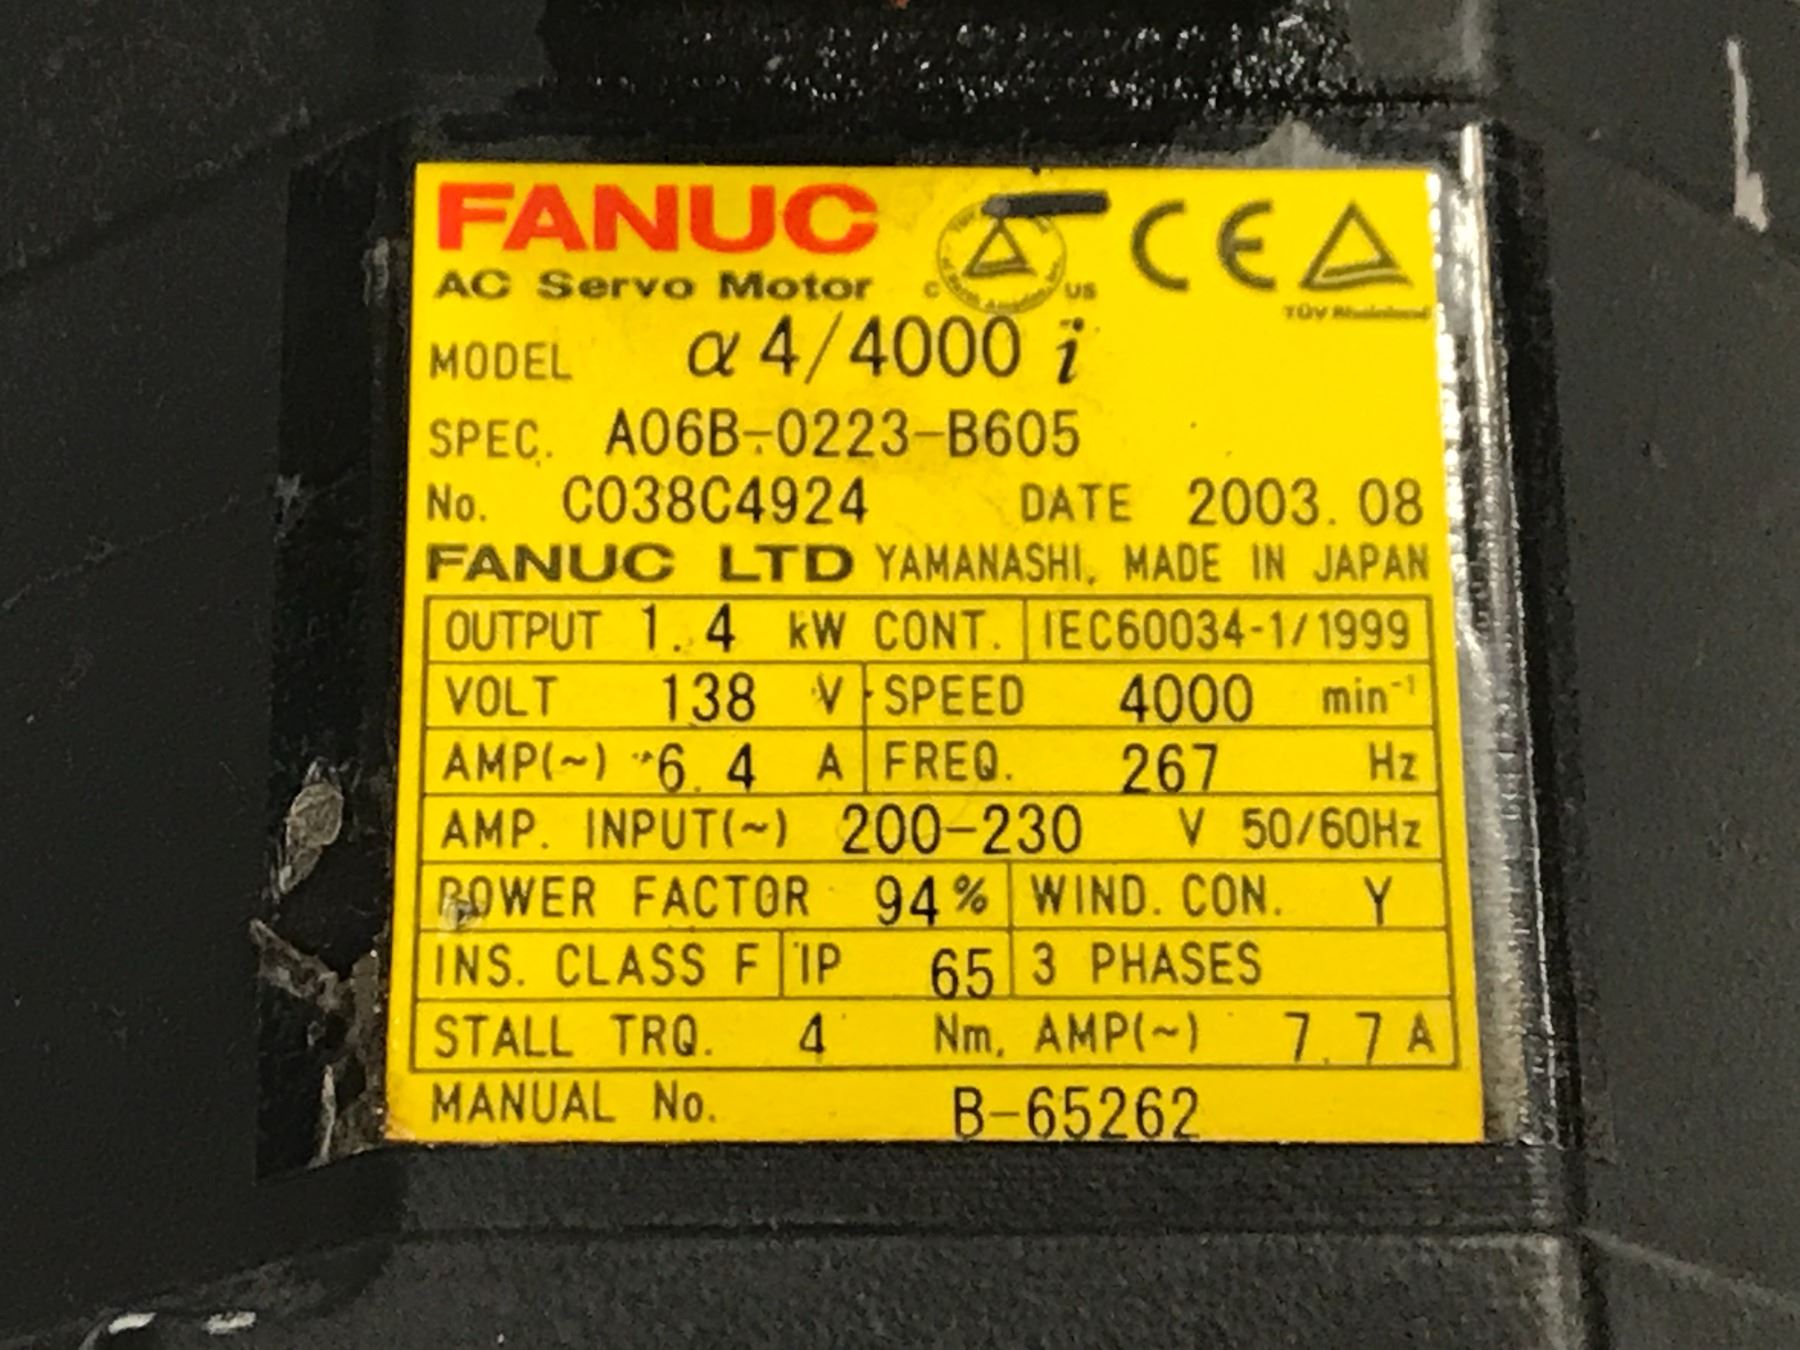 FANUC CE
AC Servo Motor C US TÜV Rheinland
MODEL α4/4000 i
SPEC. A06B-0223-B605
No. C038C4924 DATE 2003.08
FANUC LTD YAMANASHI, MADE IN JAPAN
OUTPUT 1.4 kW CONT. IEC60034-1/1999
VOLT 138 V SPEED 4000 min⁻¹
AMP(~) 6.4 A FREQ. 267 Hz
AMP. INPUT(~) 200-230 V 50/60Hz
POWER FACTOR 94% WIND. CON. Y
INS. CLASS F IP 65 3 PHASES
STALL TRQ. 4 Nm, AMP(~) 7.7 A
MANUAL No. B-65262